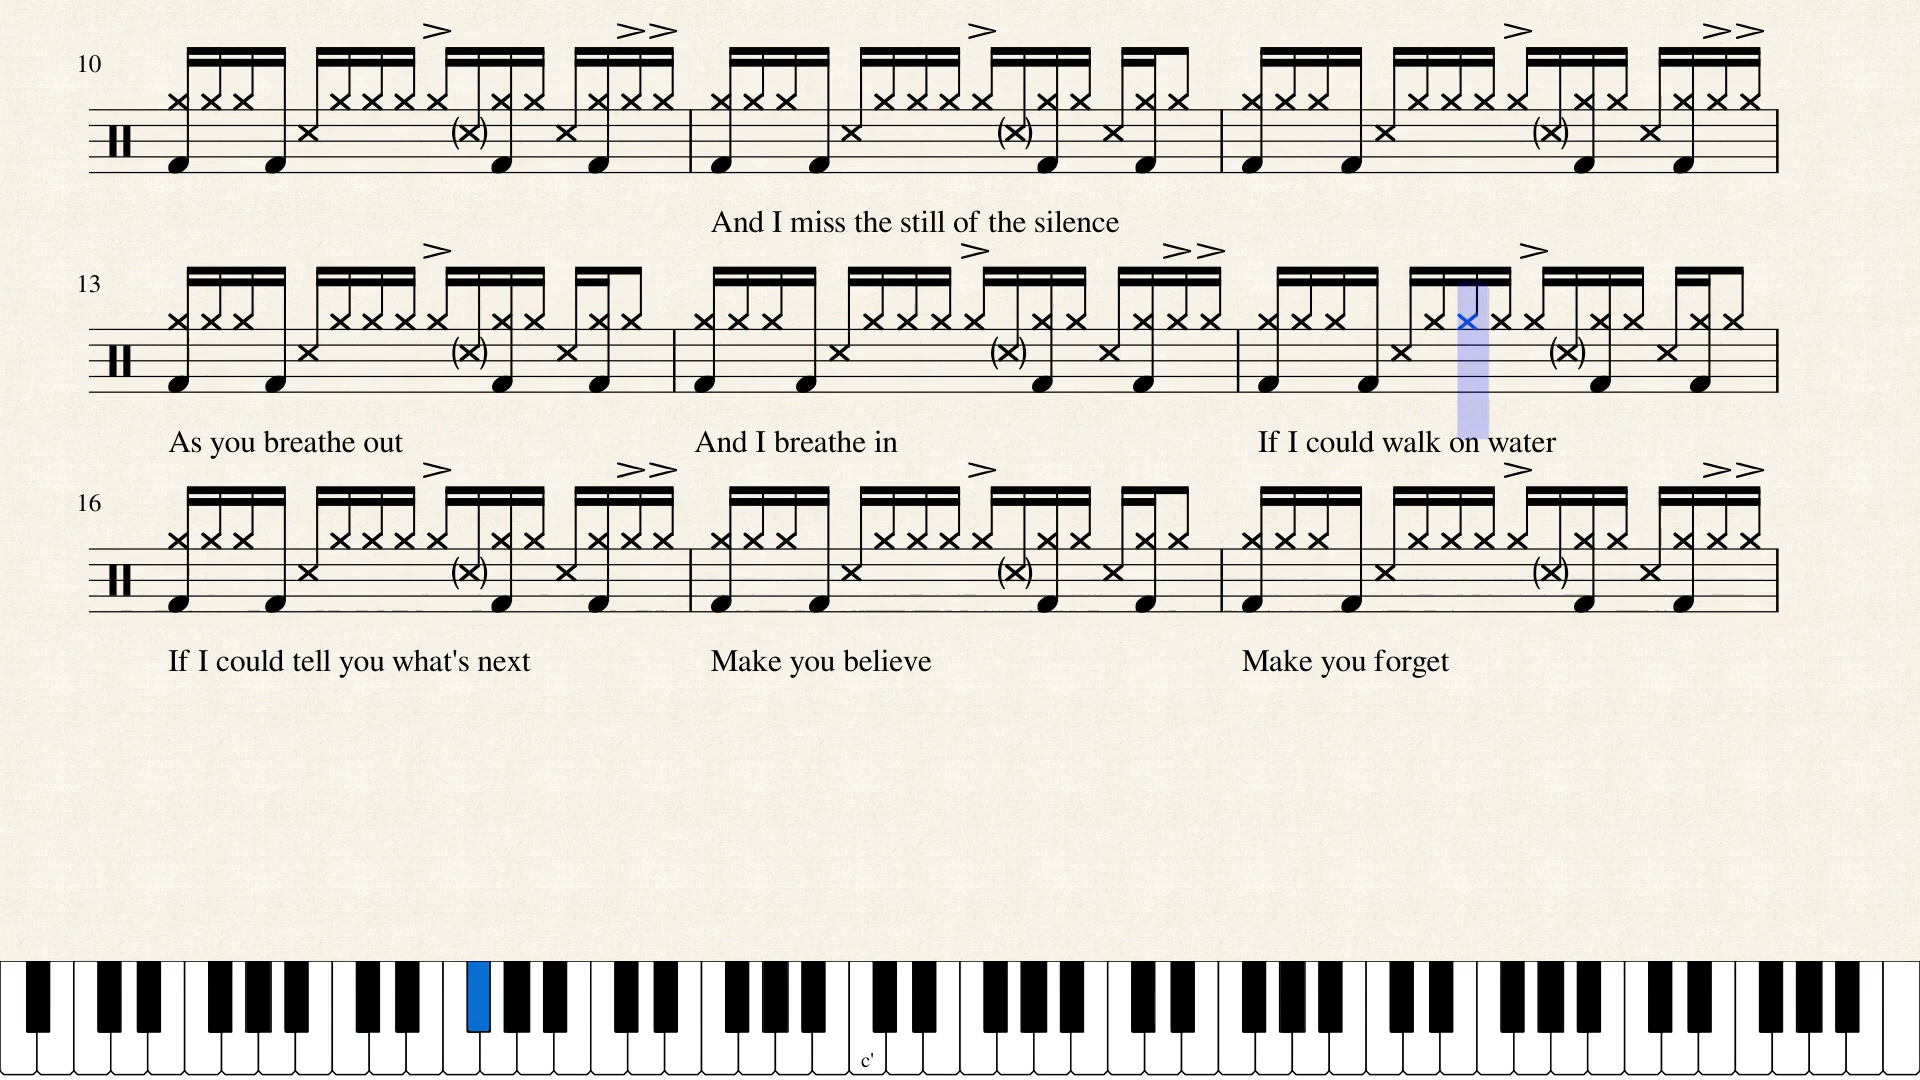 10
And I miss the still of the silence
13
As you breathe out And I breathe in If I could walk on water
16
If I could tell you what's next Make you believe Make you forget
c'